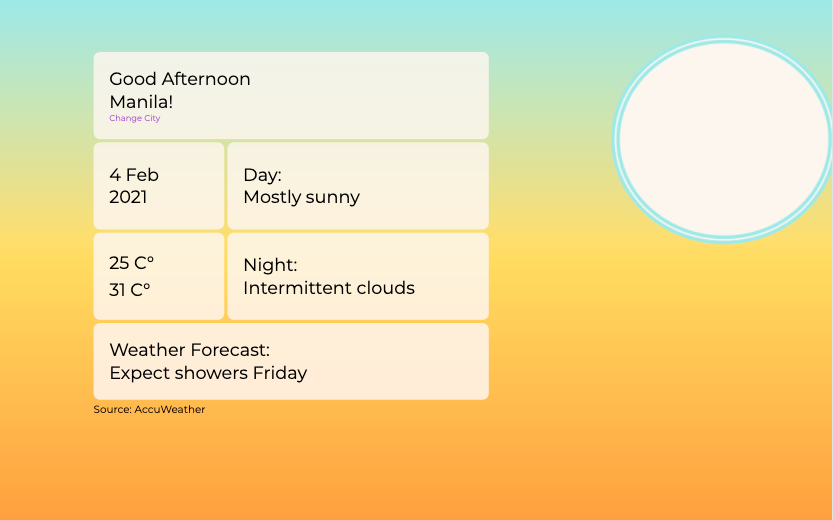 Good Afternoon
Manila!
Change City
4 Feb
2021
Day:
Mostly sunny
25 C°
31 C°
Night:
Intermittent clouds
Weather Forecast:
Expect showers Friday
Source: AccuWeather